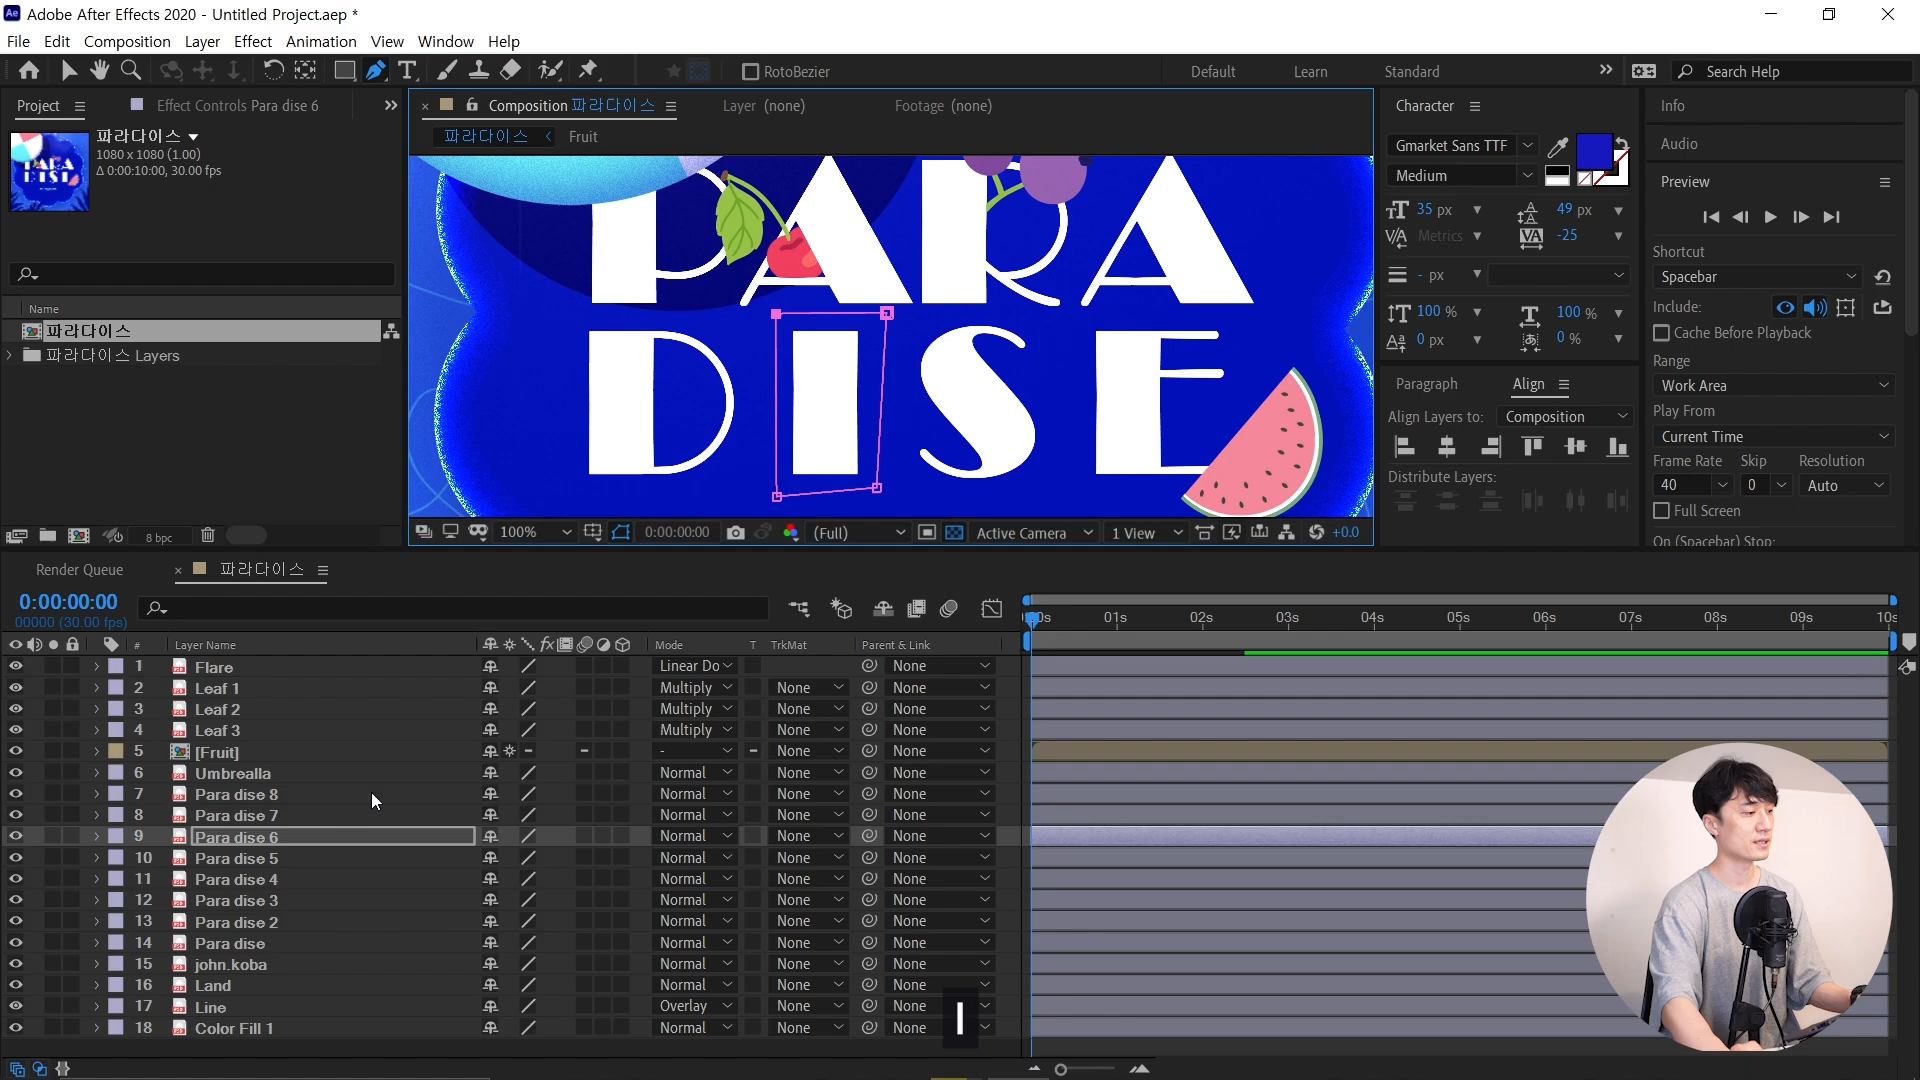 Ae Adobe After Effects 2020 - Untitled Project.aep *
File Edit Composition Layer Effect Animation View Window Help
RotoBezier
Default Learn Standard
Search Help
Project
Effect Controls Para dise 6
Composition 파라다이스
Layer (none)
Footage (none)
Character
Info
파라다이스
Fruit
1080 x 1080 (1.00)
Δ 0:00:10:00, 30.00 fps
Gmarket Sans TTF
Medium
Audio
Preview
35 px 49 px
Metrics -25
Shortcut
Spacebar
- px
Include:
100 % 100 %
Cache Before Playback
0 px 0 %
Range
Work Area
Paragraph Align
Play From
Align Layers to: Composition
Current Time
Frame Rate Skip Resolution
Distribute Layers:
40 0 Auto
Full Screen
On (Spacebar) Stop:
Name
파라다이스
파라다이스 Layers
PARA
DISE
8 bpc
100% 0:00:00:00 (Full) Active Camera 1 View +0.0
Render Queue
파라다이스
0:00:00:00
00000 (30.00 fps)
01s 02s 03s 04s 05s 06s 07s 08s 09s
# Layer Name Mode T TrkMat Parent & Link
1 Flare Linear Do None
2 Leaf 1 Multiply None None
3 Leaf 2 Multiply None None
4 Leaf 3 Multiply None None
5 [Fruit] - None None
6 Umbrealla Normal None None
7 Para dise 8 Normal None None
8 Para dise 7 Normal None None
9 Para dise 6 Normal None None
10 Para dise 5 Normal None None
11 Para dise 4 Normal None None
12 Para dise 3 Normal None None
13 Para dise 2 Normal None None
14 Para dise Normal None None
15 john.koba Normal None None
16 Land Normal None None
17 Line Overlay None None
18 Color Fill 1 Normal None None